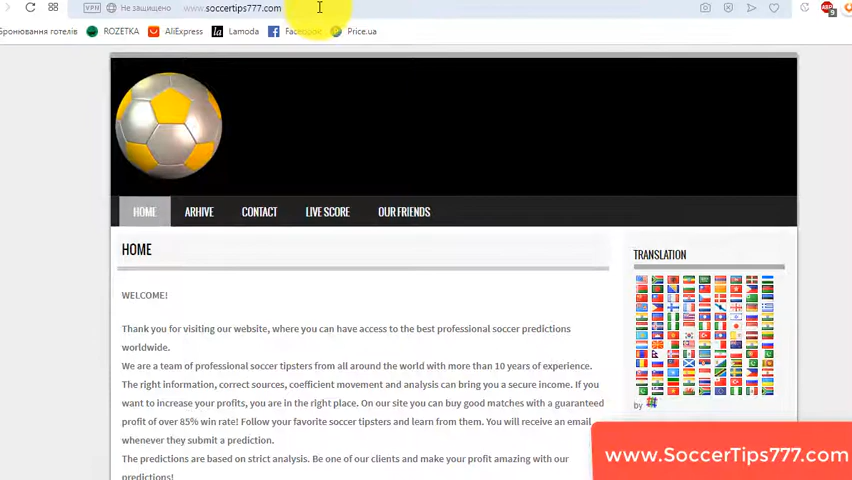 VPN Не защищено www.soccertips777.com
Бронювання готелів ROZETKA AliExpress Lamoda Facebook Price.ua
HOME ARHIVE CONTACT LIVE SCORE OUR FRIENDS
HOME
WELCOME!
Thank you for visiting our website, where you can have access to the best professional soccer predictions
worldwide.
We are a team of professional soccer tipsters from all around the world with more than 10 years of experience.
The right information, correct sources, coefficient movement and analysis can bring you a secure income. If you
want to increase your profits, you are in the right place. On our site you can buy good matches with a guaranteed
profit of over 85% win rate! Follow your favorite soccer tipsters and learn from them. You will receive an email
whenever they submit a prediction.
The predictions are based on strict analysis. Be one of our clients and make your profit amazing with our
predictions!
TRANSLATION
by
www.SoccerTips777.com